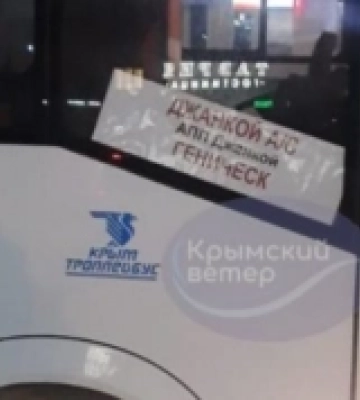 ДЖАНКОЙ А/С
АПП Джанкой
ГЕНИЧЕСК
КРЫМ
ТРОЛЛЕЙБУС
Крымский
ветер